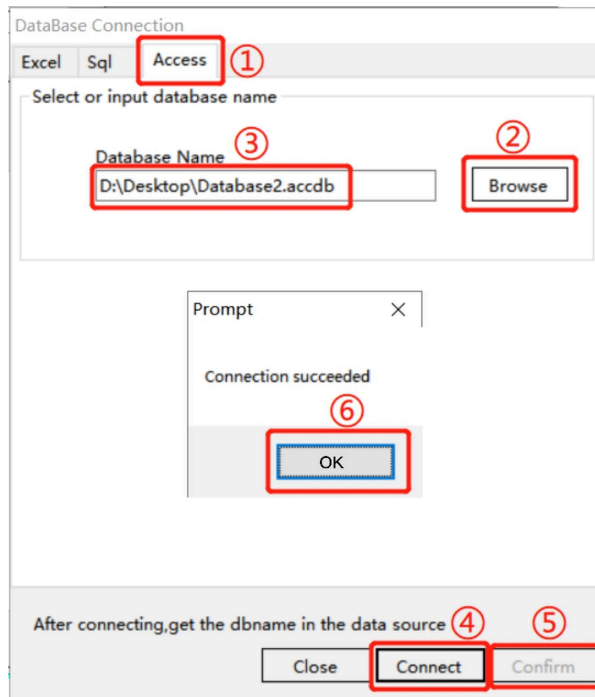 DataBase Connection
Excel Sql Access ①
Select or input database name
②
Database Name ③
D:\Desktop\Database2.accdb Browse
Prompt
Connection succeeded
⑥
OK
After connecting,get the dbname in the data source ④ ⑤
Close Connect Confirm